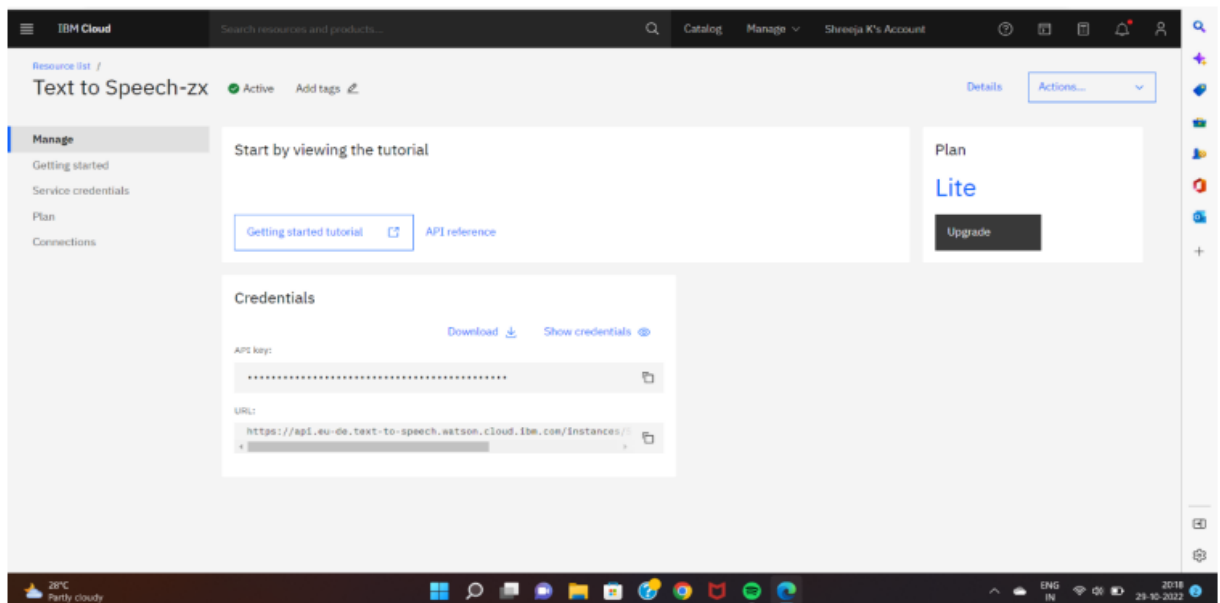 IBM Cloud
Search resources and products...
Catalog
Manage
Shreeja K's Account
Resource list /
Text to Speech-zx
Active
Add tags
Details
Actions...
Manage
Getting started
Service credentials
Plan
Connections
Start by viewing the tutorial
Getting started tutorial
API reference
Plan
Lite
Upgrade
Credentials
Download
Show credentials
API key:
••••••••••••••••••••••••••••••••••••••••••••
URL:
https://api.eu-de.text-to-speech.watson.cloud.ibm.com/instances/
28°C
Partly cloudy
ENG
IN
20:18
29-10-2022
2